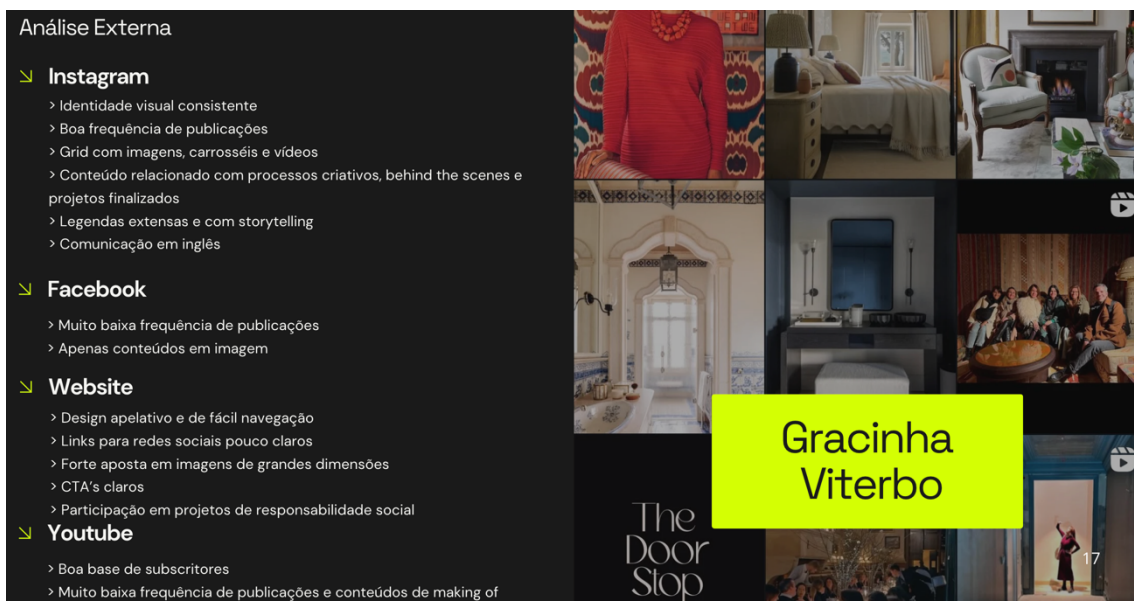 Análise Externa
Instagram
> Identidade visual consistente
> Boa frequência de publicações
> Grid com imagens, carrosséis e vídeos
> Conteúdo relacionado com processos criativos, behind the scenes e
projetos finalizados
> Legendas extensas e com storytelling
> Comunicação em inglês
Facebook
> Muito baixa frequência de publicações
> Apenas conteúdos em imagem
Website
> Design apelativo e de fácil navegação
> Links para redes sociais pouco claros
> Forte aposta em imagens de grandes dimensões
> CTA's claros
> Participação em projetos de responsabilidade social
Youtube
> Boa base de subscritores
> Muito baixa frequência de publicações e conteúdos de making of
Gracinha
Viterbo
The
Door
Stop
17